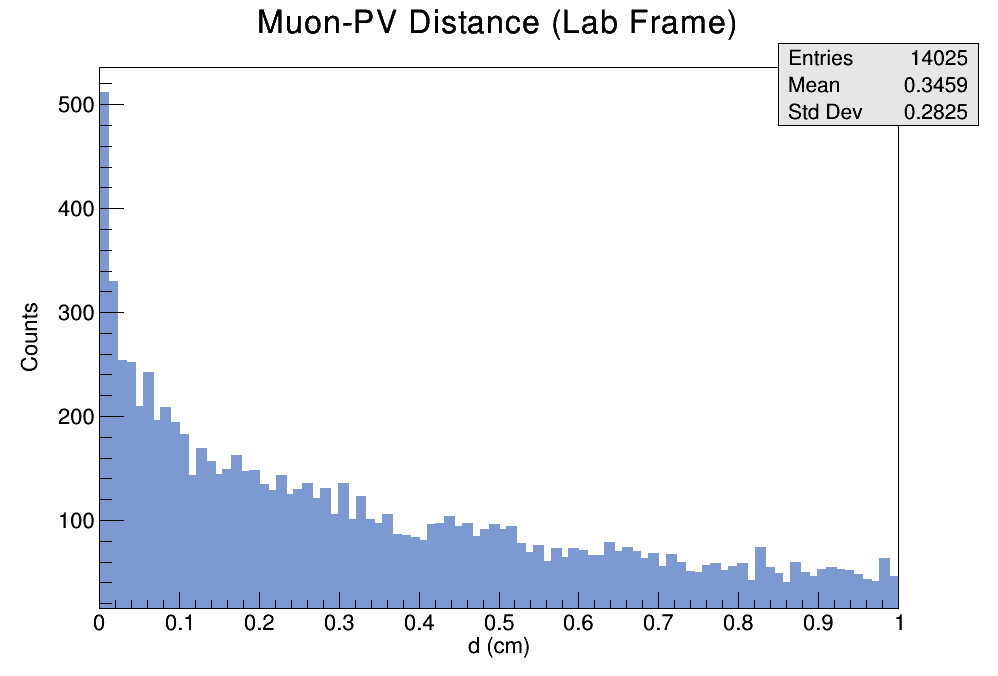 Muon-PV Distance (Lab Frame)
Entries 14025
Mean 0.3459
Std Dev 0.2825
500
400
300
200
100
Counts
0 0.1 0.2 0.3 0.4 0.5 0.6 0.7 0.8 0.9 1
d (cm)